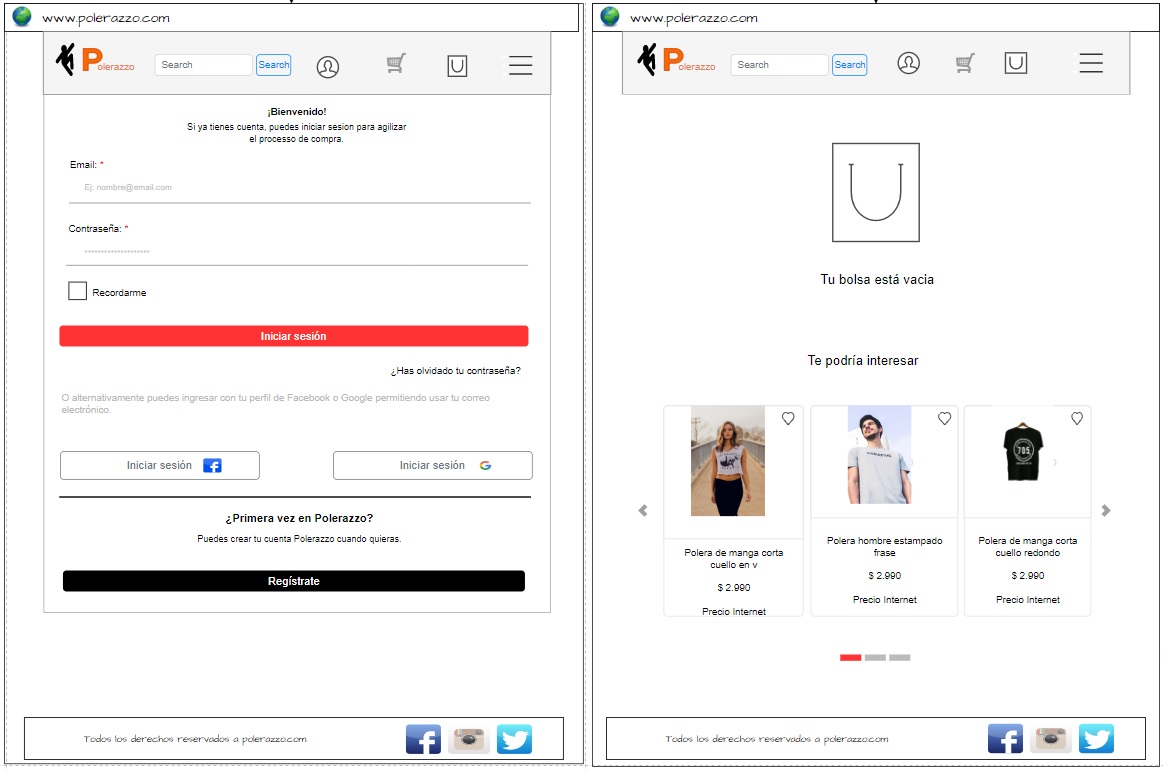 www.polerazzo.com
Polerazzo
Search
Search
¡Bienvenido!
Si ya tienes cuenta, puedes iniciar sesion para agilizar
el proceso de compra.
Email: *
Ej: nombre@email.com
Contraseña: *
********************
Recordarme
Iniciar sesión
¿Has olvidado tu contraseña?
O alternativamente puedes ingresar con tu perfil de Facebook o Google permitiendo usar tu correo
electrónico.
Iniciar sesión
Iniciar sesión
¿Primera vez en Polerazzo?
Puedes crear tu cuenta Polerazzo cuando quieras.
Regístrate
Todos los derechos reservados a polerazzo.com
www.polerazzo.com
Polerazzo
Search
Search
Tu bolsa está vacia
Te podría interesar
Polera de manga corta
cuello en v
$ 2.990
Precio Internet
Polera hombre estampado
frase
$ 2.990
Precio Internet
705
Polera de manga corta
cuello redondo
$ 2.990
Precio Internet
Todos los derechos reservados a polerazzo.com